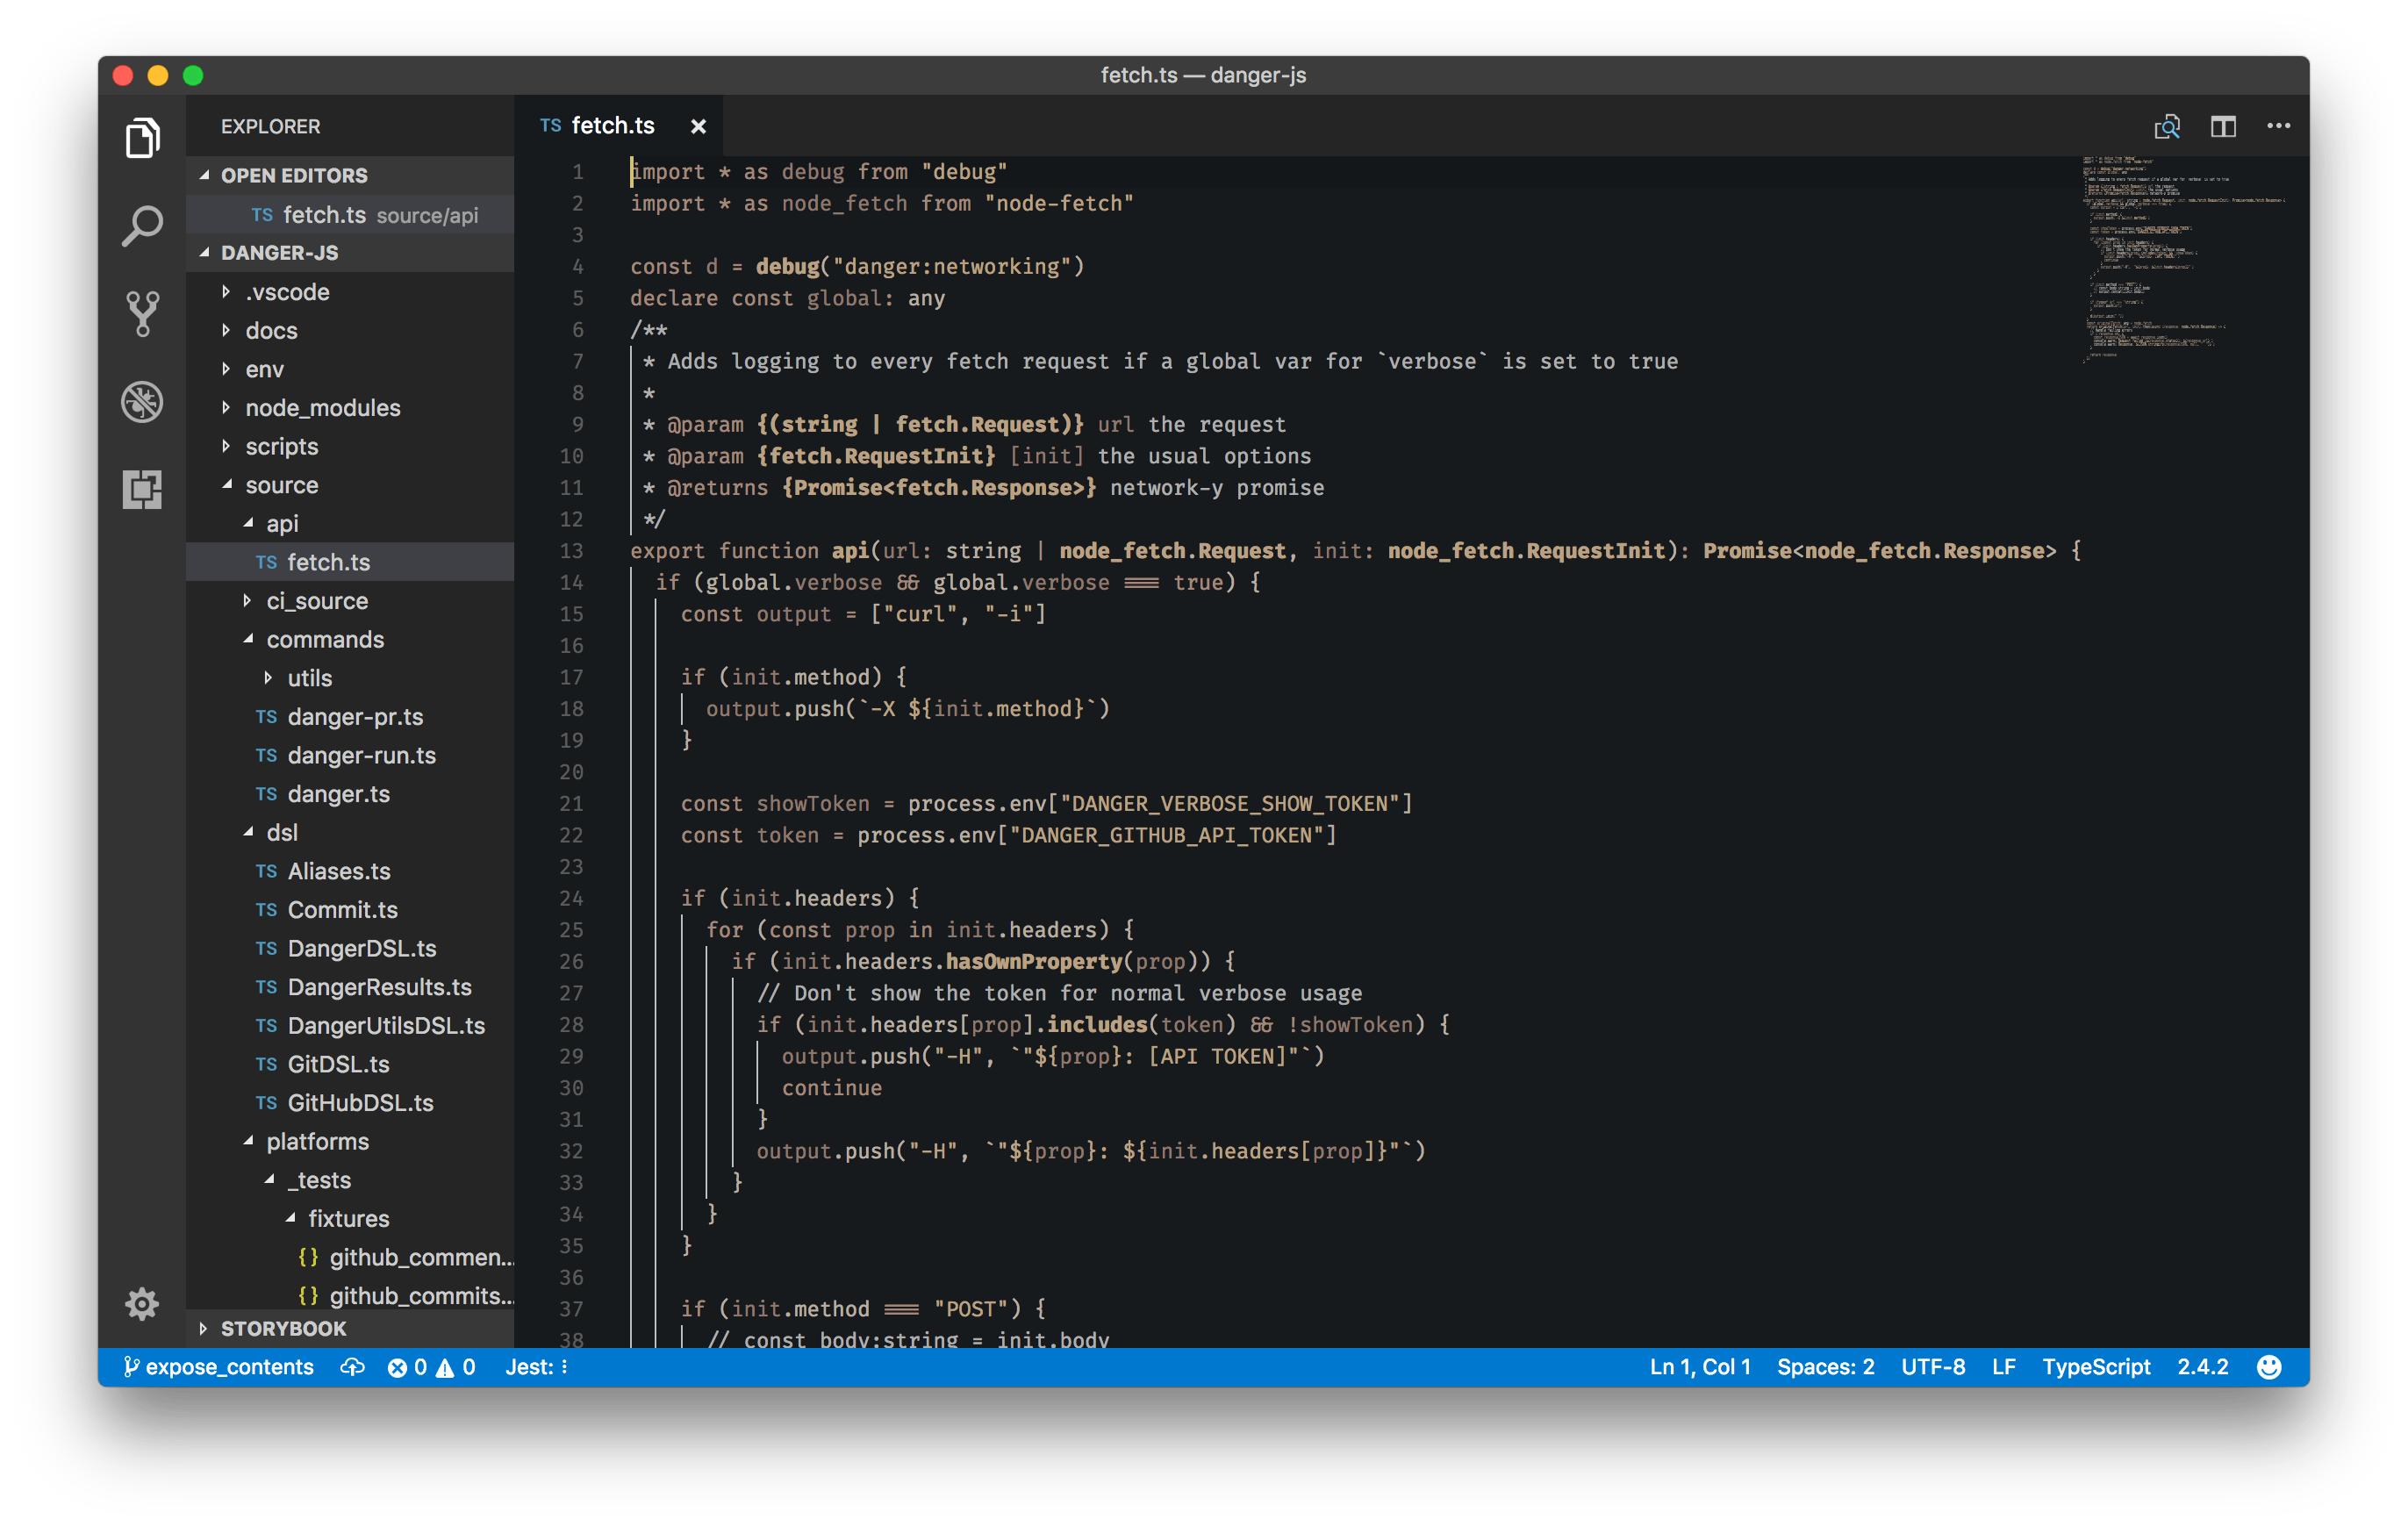 fetch.ts — danger-js
EXPLORER
OPEN EDITORS
TS fetch.ts source/api
DANGER-JS
.vscode
docs
env
node_modules
scripts
source
api
TS fetch.ts
ci_source
commands
utils
TS danger-pr.ts
TS danger-run.ts
TS danger.ts
dsl
TS Aliases.ts
TS Commit.ts
TS DangerDSL.ts
TS DangerResults.ts
TS DangerUtilsDSL.ts
TS GitDSL.ts
TS GitHubDSL.ts
platforms
_tests
fixtures
{} github_commen...
{} github_commits...
STORYBOOK
TS fetch.ts ×
1 import * as debug from "debug"
2 import * as node_fetch from "node-fetch"
3
4 const d = debug("danger:networking")
5 declare const global: any
6 /**
7 * Adds logging to every fetch request if a global var for `verbose` is set to true
8 *
9 * @param {(string | fetch.Request)} url the request
10 * @param {fetch.RequestInit} [init] the usual options
11 * @returns {Promise<fetch.Response>} network-y promise
12 */
13 export function api(url: string | node_fetch.Request, init: node_fetch.RequestInit): Promise<node_fetch.Response> {
14 if (global.verbose && global.verbose === true) {
15 const output = ["curl", "-i"]
16
17 if (init.method) {
18 output.push(`-X ${init.method}`)
19 }
20
21 const showToken = process.env["DANGER_VERBOSE_SHOW_TOKEN"]
22 const token = process.env["DANGER_GITHUB_API_TOKEN"]
23
24 if (init.headers) {
25 for (const prop in init.headers) {
26 if (init.headers.hasOwnProperty(prop)) {
27 // Don't show the token for normal verbose usage
28 if (init.headers[prop].includes(token) && !showToken) {
29 output.push("-H", `"${prop}: [API TOKEN]"`)
30 continue
31 }
32 output.push("-H", `"${prop}: ${init.headers[prop]}"`)
33 }
34 }
35 }
36
37 if (init.method === "POST") {
38 // const body:string = init.body
expose_contents 0 0 Jest: ⋮
Ln 1, Col 1 Spaces: 2 UTF-8 LF TypeScript 2.4.2